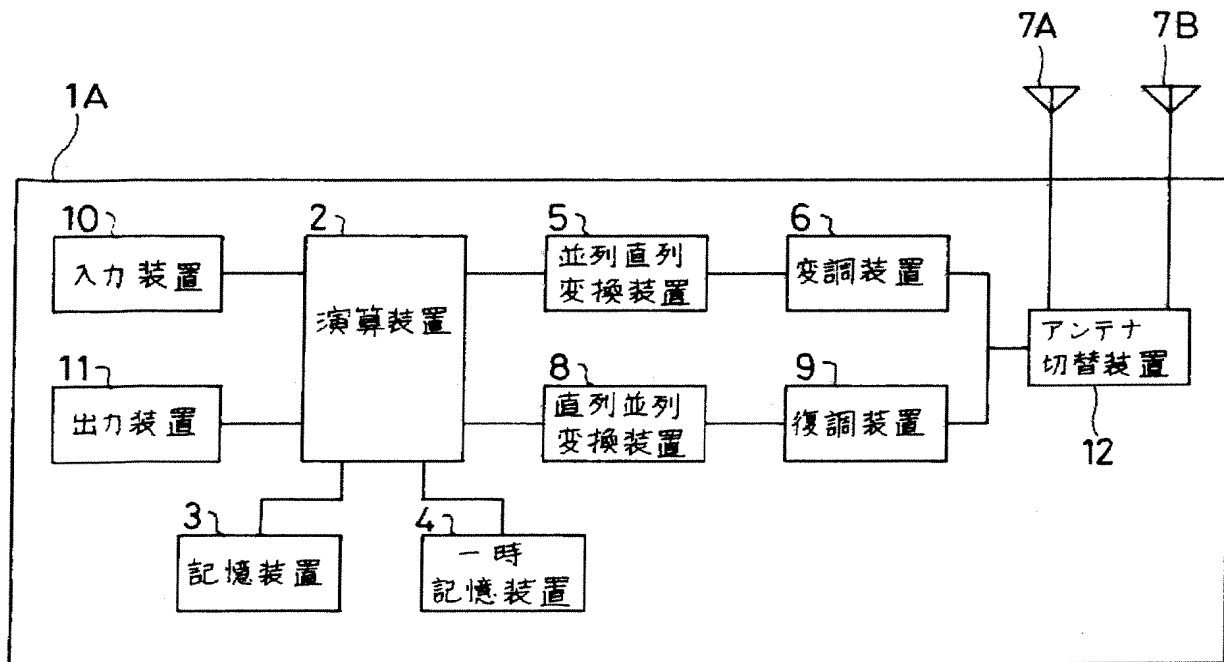 7A
7B
1A
10
入力装置
2
演算装置
5
並列直列
変換装置
6
変調装置
アンテナ
切替装置
12
11
出力装置
8
直列並列
変換装置
9
復調装置
3
記憶装置
4
一時
記憶装置